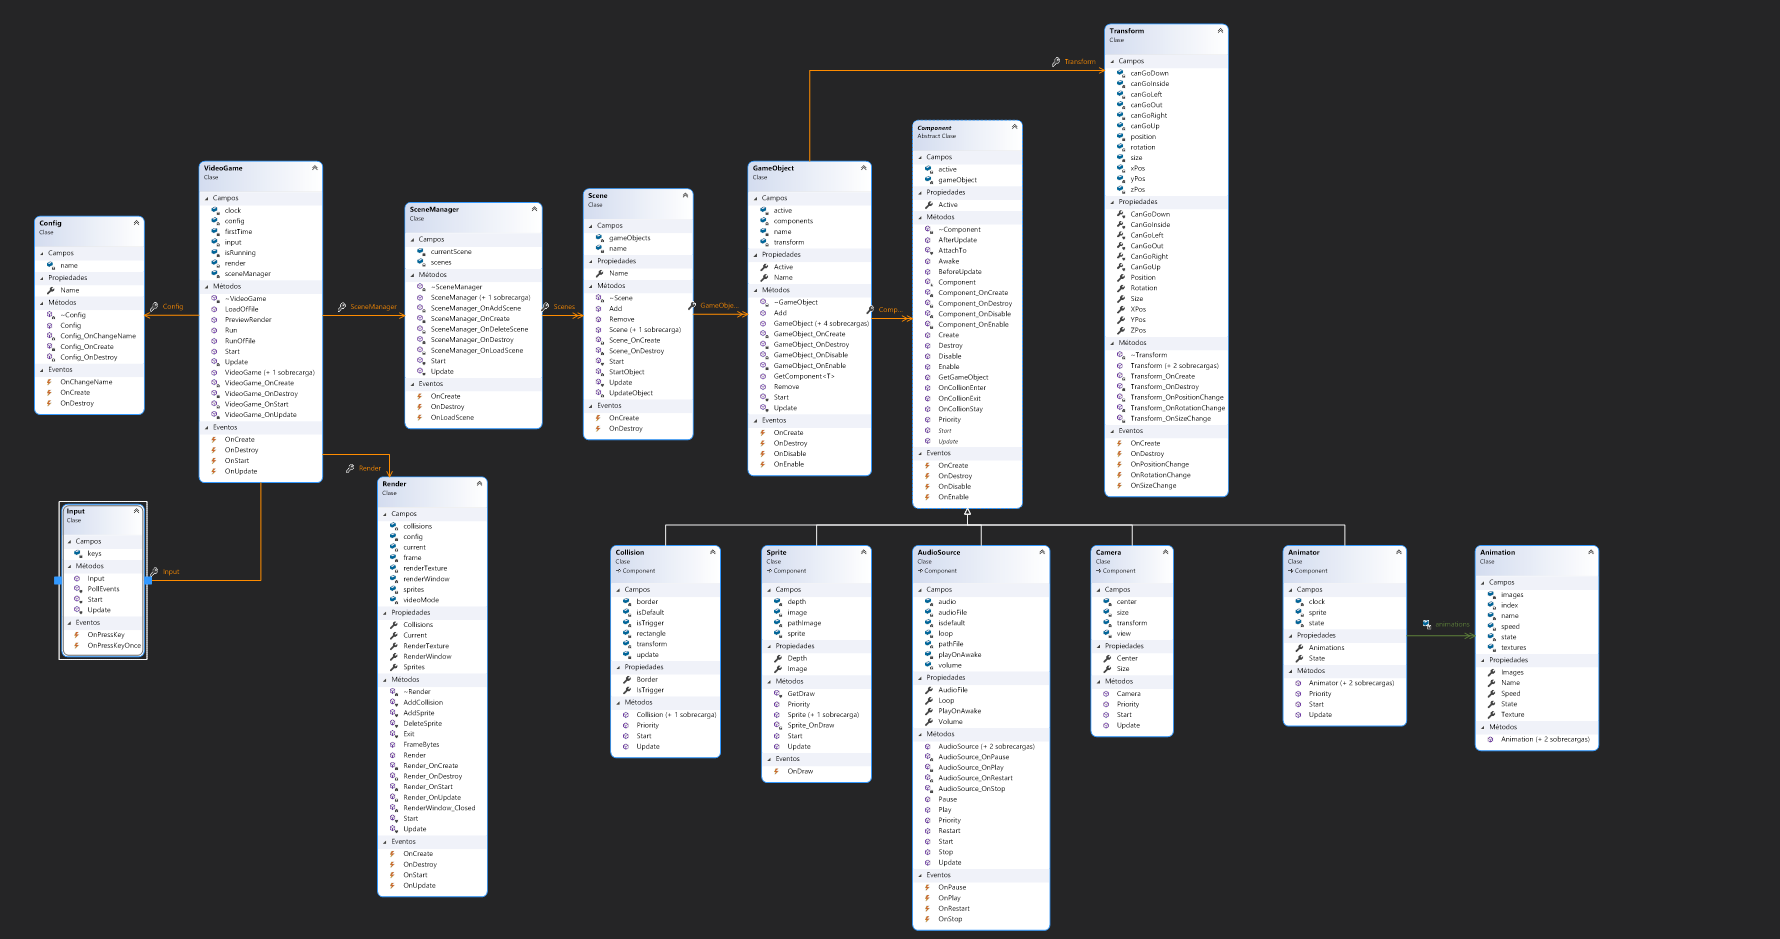 Config
Clase
Campos
name
Propiedades
Name
Métodos
~Config
Config
Config_OnChangeName
Config_OnCreate
Config_OnDestroy
Eventos
OnChangeName
OnCreate
OnDestroy
Config
VideoGame
Clase
Campos
clock
config
firstTime
input
isRunning
render
sceneManager
Métodos
~VideoGame
LoadOfFile
PreviewRender
Run
RunOfFile
Start
Update
VideoGame (+ 1 sobrecarga)
VideoGame_OnCreate
VideoGame_OnDestroy
VideoGame_OnStart
VideoGame_OnUpdate
Eventos
OnCreate
OnDestroy
OnStart
OnUpdate
SceneManager
SceneManager
Clase
Campos
currentScene
scenes
Métodos
~SceneManager
SceneManager (+ 1 sobrecarga)
SceneManager_OnAddScene
SceneManager_OnCreate
SceneManager_OnDeleteScene
SceneManager_OnDestroy
SceneManager_OnLoadScene
Start
Update
Eventos
OnCreate
OnDestroy
OnLoadScene
Scenes
Scene
Clase
Campos
gameObjects
name
Propiedades
Name
Métodos
~Scene
Add
Remove
Scene (+ 1 sobrecarga)
Scene_OnCreate
Scene_OnDestroy
Start
StartObject
Update
UpdateObject
Eventos
OnCreate
OnDestroy
GameObje...
GameObject
Clase
Campos
active
components
name
transform
Propiedades
Active
Name
Métodos
~GameObject
Add
GameObject (+ 4 sobrecargas)
GameObject_OnCreate
GameObject_OnDestroy
GameObject_OnDisable
GameObject_OnEnable
GetComponent<T>
Remove
Start
Update
Eventos
OnCreate
OnDestroy
OnDisable
OnEnable
Comp...
Component
Abstract Clase
Campos
active
gameObject
Propiedades
Active
Métodos
~Component
AfterUpdate
AttachTo
Awake
BeforeUpdate
Component
Component_OnCreate
Component_OnDestroy
Component_OnDisable
Component_OnEnable
Create
Destroy
Disable
Enable
GetGameObject
OnCollionEnter
OnCollionExit
OnCollionStay
Priority
Start
Update
Eventos
OnCreate
OnDestroy
OnDisable
OnEnable
Transform
Transform
Clase
Campos
canGoDown
canGoInside
canGoLeft
canGoOut
canGoRight
canGoUp
position
rotation
size
xPos
yPos
zPos
Propiedades
CanGoDown
CanGoInside
CanGoLeft
CanGoOut
CanGoRight
CanGoUp
Position
Rotation
Size
XPos
YPos
ZPos
Métodos
~Transform
Transform (+ 2 sobrecargas)
Transform_OnCreate
Transform_OnDestroy
Transform_OnPositionChange
Transform_OnRotationChange
Transform_OnSizeChange
Eventos
OnCreate
OnDestroy
OnPositionChange
OnRotationChange
OnSizeChange
Input
Clase
Campos
keys
Métodos
Input
PollEvents
Start
Update
Eventos
OnPressKey
OnPressKeyOnce
Input
Render
Render
Clase
Campos
collisions
config
current
frame
renderTexture
renderWindow
sprites
videoMode
Propiedades
Collisions
Current
RenderTexture
RenderWindow
Sprites
Métodos
~Render
AddCollision
AddSprite
DeleteSprite
Exit
FrameBytes
Render
Render_OnCreate
Render_OnDestroy
Render_OnStart
Render_OnUpdate
RenderWindow_Closed
Start
Update
Eventos
OnCreate
OnDestroy
OnStart
OnUpdate
Collision
Clase
Component
Campos
border
isDefault
isTrigger
rectangle
transform
update
Propiedades
Border
IsTrigger
Métodos
Collision (+ 1 sobrecarga)
Priority
Start
Update
Sprite
Clase
Component
Campos
depth
image
pathImage
sprite
Propiedades
Depth
Image
Métodos
GetDraw
Priority
Sprite (+ 1 sobrecarga)
Sprite_OnDraw
Start
Update
Eventos
OnDraw
AudioSource
Clase
Component
Campos
audio
audioFile
isdefault
loop
pathFile
playOnAwake
volume
Propiedades
AudioFile
Loop
PlayOnAwake
Volume
Métodos
AudioSource (+ 2 sobrecargas)
AudioSource_OnPause
AudioSource_OnPlay
AudioSource_OnRestart
AudioSource_OnStop
Pause
Play
Priority
Restart
Start
Stop
Update
Eventos
OnPause
OnPlay
OnRestart
OnStop
Camera
Clase
Component
Campos
center
size
transform
view
Propiedades
Center
Size
Métodos
Camera
Priority
Start
Update
Animator
Clase
Component
Campos
clock
sprite
state
Propiedades
Animations
State
Métodos
Animator (+ 2 sobrecargas)
Priority
Start
Update
animations
Animation
Clase
Campos
images
index
name
speed
state
textures
Propiedades
Images
Name
Speed
State
Texture
Métodos
Animation (+ 2 sobrecargas)